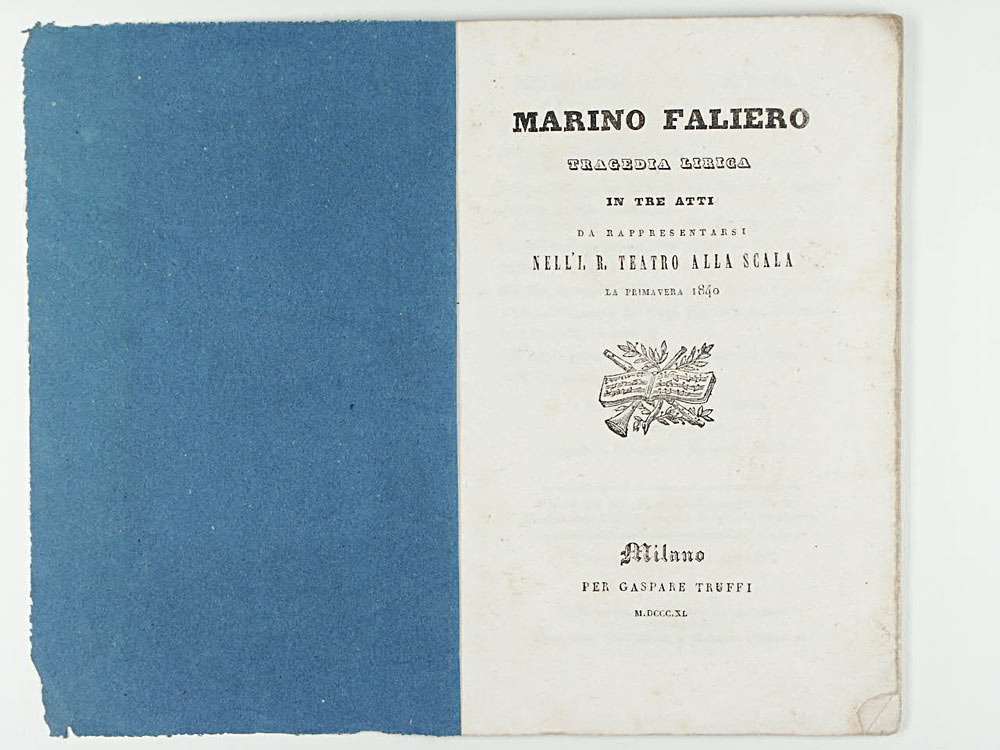 MARINO FALIERO
TRAGEDIA LIRICA
IN TRE ATTI
DA RAPPRESENTARSI
NELL'I. R. TEATRO ALLA SCALA
LA PRIMAVERA 1840
Milano
PER GASPARE TRUFFI
M.DCCC.XL